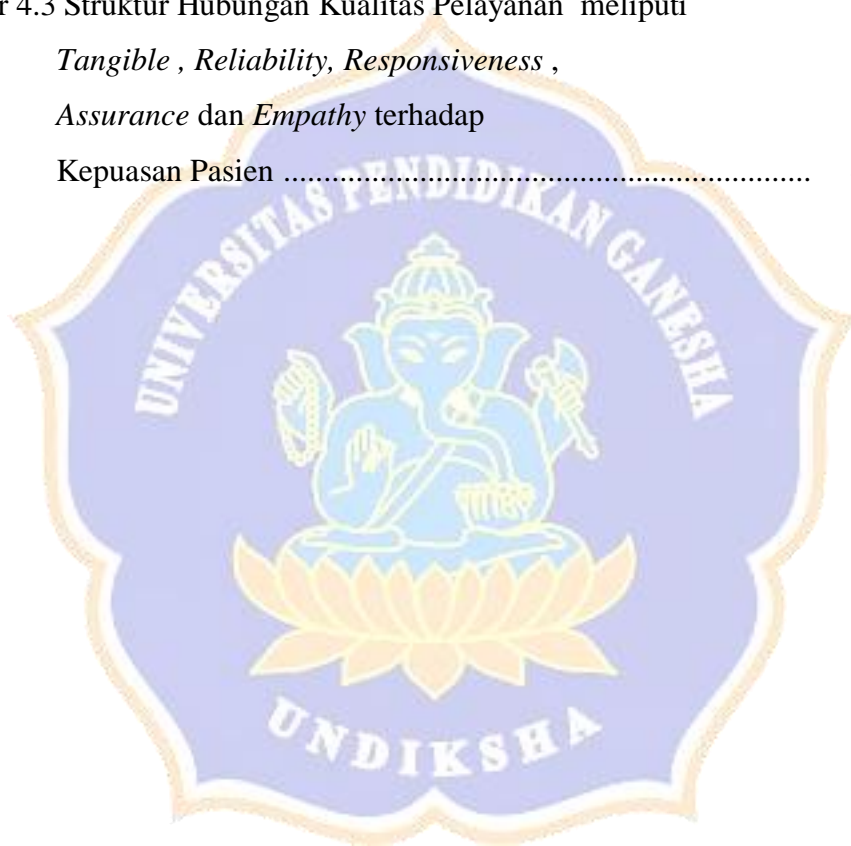 r 4.3 Struktur Hubungan Kualitas Pelayanan meliputi
Tangible , Reliability, Responsiveness ,
Assurance dan Empathy terhadap
Kepuasan Pasien .................................................................
UNIVERSITAS PENDIDIKAN GANESHA
UNDIKSHA